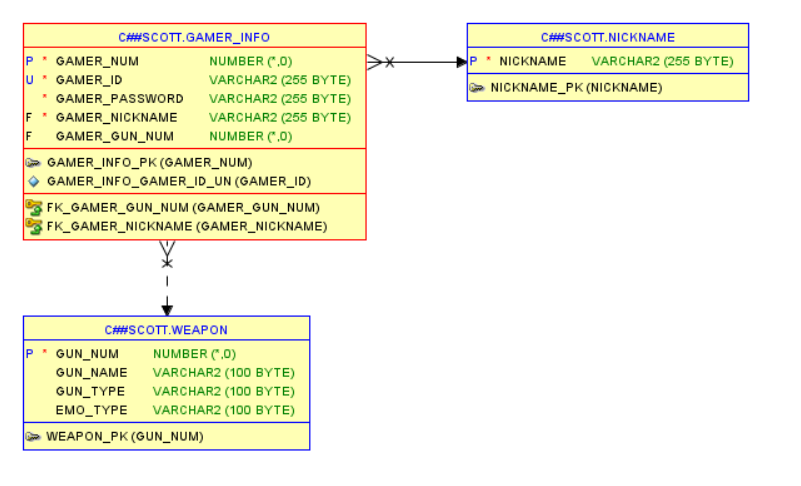 C##SCOTT.GAMER_INFO
P * GAMER_NUM NUMBER (*,0)
U * GAMER_ID VARCHAR2 (255 BYTE)
* GAMER_PASSWORD VARCHAR2 (255 BYTE)
F * GAMER_NICKNAME VARCHAR2 (255 BYTE)
F GAMER_GUN_NUM NUMBER (*,0)
GAMER_INFO_PK (GAMER_NUM)
GAMER_INFO_GAMER_ID_UN (GAMER_ID)
FK_GAMER_GUN_NUM (GAMER_GUN_NUM)
FK_GAMER_NICKNAME (GAMER_NICKNAME)
C##SCOTT.NICKNAME
P * NICKNAME VARCHAR2 (255 BYTE)
NICKNAME_PK (NICKNAME)
C##SCOTT.WEAPON
P * GUN_NUM NUMBER (*,0)
GUN_NAME VARCHAR2 (100 BYTE)
GUN_TYPE VARCHAR2 (100 BYTE)
EMO_TYPE VARCHAR2 (100 BYTE)
WEAPON_PK (GUN_NUM)